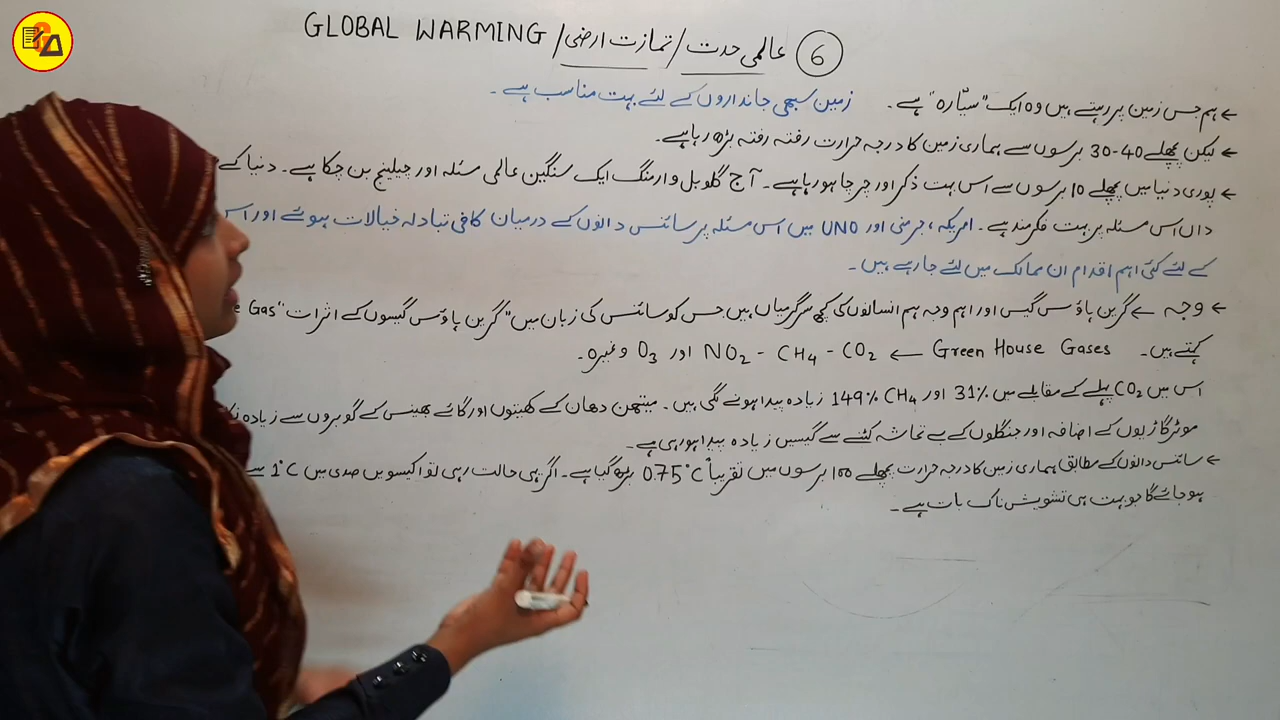 GLOBAL WARMING / عالمی حدت / تمازت ارضی ⑥
← ہم جس زمین پر رہتے ہیں وہ ایک "سیّارہ" ہے۔ زمین سبھی جانداروں کے لئے بہت مناسب ہے۔
← لیکن پچھلے 40-30 برسوں سے ہماری زمین کا درجہ حرارت رفتہ رفتہ بڑھ رہا ہے۔
← پوری دنیا میں پچھلے 10 برسوں سے اس بہت ذکر اور چرچا ہو رہا ہے۔ آج گلوبل وارمنگ ایک سنگین عالمی مسئلہ اور چیلینج بن چکا ہے۔ دنیا کے
داں اس مسئلہ پر بہت فکرمند ہے۔ امریکہ، جرمنی اور UNO میں اس مسئلہ پر سائنس دانوں کے درمیان کافی تبادلہ خیالات ہوئے اور اس
کے لئے کئی اہم اقدام ان ممالک میں لئے جا رہے ہیں۔
← وجہ ← گرین ہاؤس گیس اور اہم وجہ ہم انسانوں کی کچھ سرگرمیاں ہیں جس کو سائنس کی زبان میں "گرین ہاؤس گیسوں کے اثرات" Gas
کہتے ہیں۔ Green House Gases ← CO₂ - CH₄ - NO₂ اور O₃ وغیرہ۔
اس میں CO₂ پہلے کے مقابلے میں 31% اور CH₄ 149% زیادہ پیدا ہونے لگی ہیں۔ میتھن دھان کے کھیتوں اور گائے بھینس کے گوبروں سے زیادہ
موٹر گاڑیوں کے اضافہ اور جنگلوں کے بے تحاشہ کٹنے سے گیسیں زیادہ پیدا ہو رہی ہے۔
← سائنس دانوں کے مطابق ہماری زمین کا درجہ حرارت پچھلے 100 برسوں میں تقریباً 0.75°C بڑھ گیا ہے۔ اگر یہی حالت رہی تو اکیسویں صدی میں 1°C سے
ہو جائے گا جو بہت ہی تشویش ناک بات ہے۔